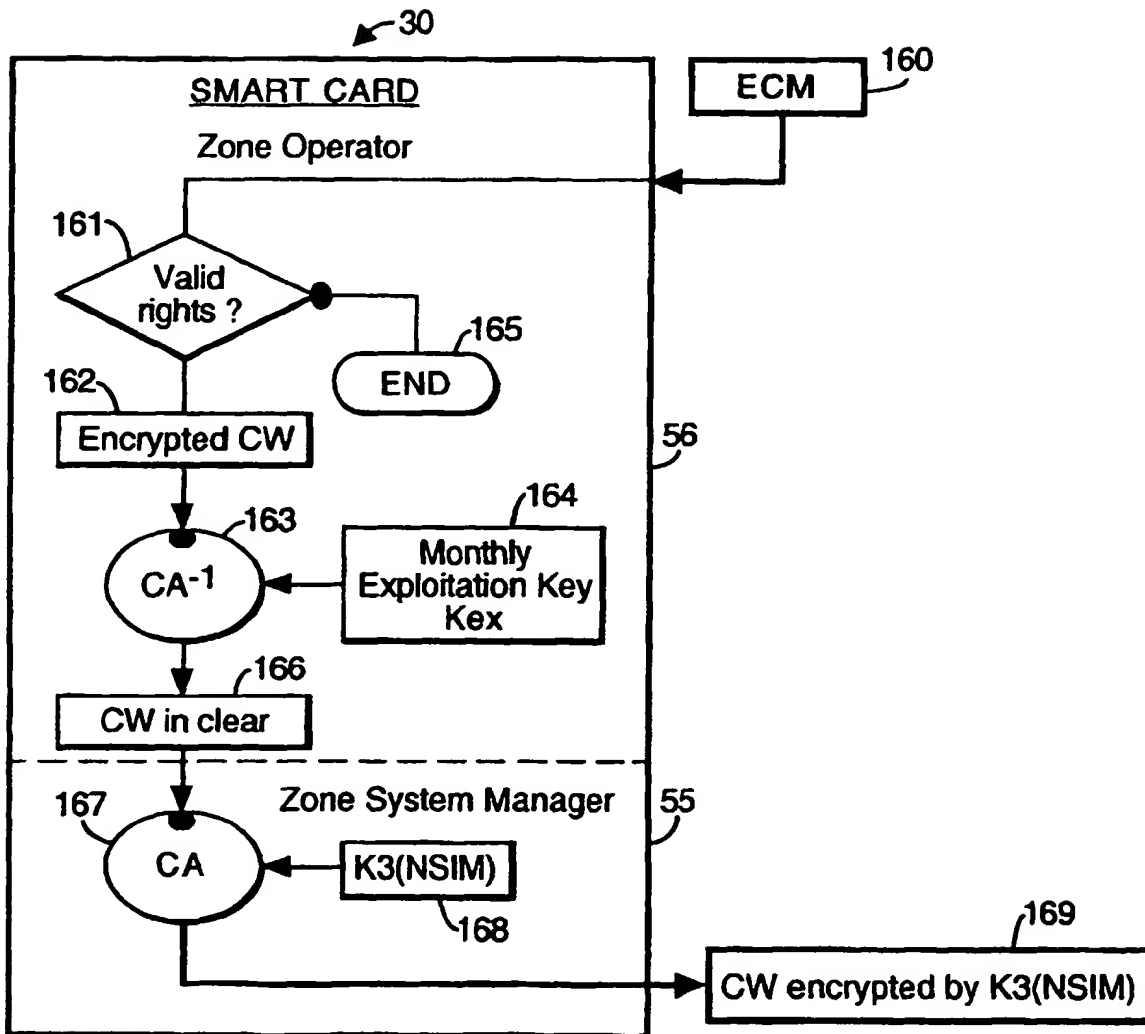 30
SMART CARD
ECM
160
Zone Operator
161
Valid
rights ?
165
END
162
Encrypted CW
56
163
164
CA-1
Monthly
Exploitation Key
Kex
166
CW in clear
167
Zone System Manager
55
CA
K3(NSIM)
168
169
CW encrypted by K3(NSIM)